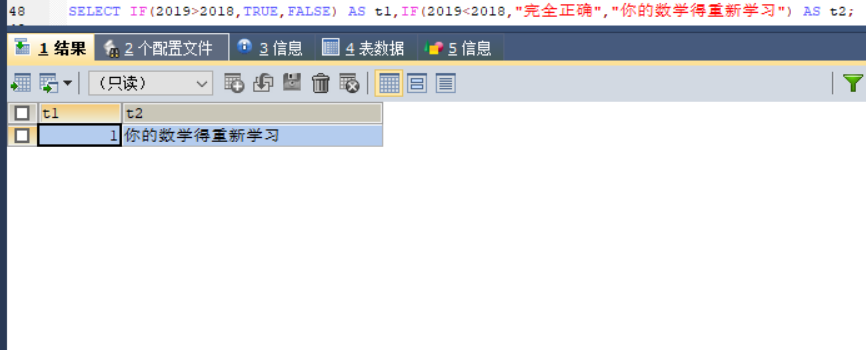 48 SELECT IF(2019>2018,TRUE,FALSE) AS t1,IF(2019<2018,"完全正确","你的数学得重新学习") AS t2;
1 结果 2 个配置文件 3 信息 4 表数据 5 信息
（只读）
t1 t2
1 你的数学得重新学习